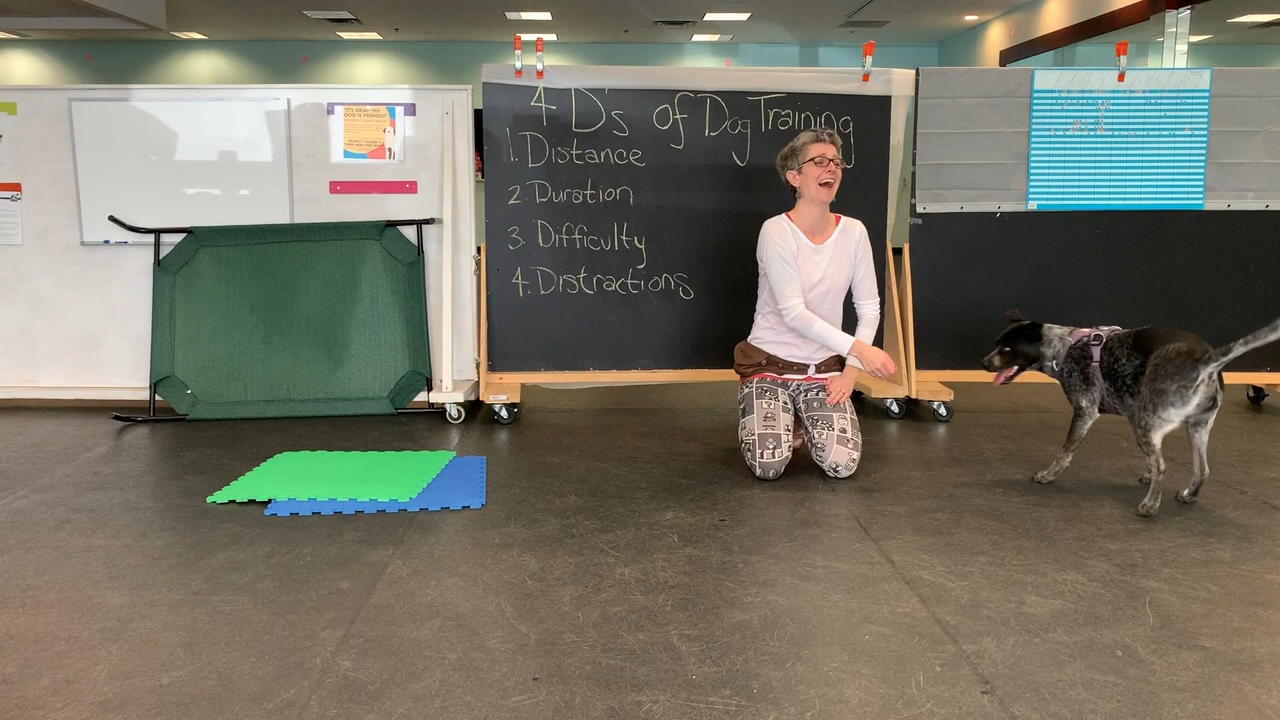 "IT'S OKAY! MY
DOG IS FRIENDLY"
4 D's of Dog Training
1. Distance
2. Duration
3. Difficulty
4. Distractions